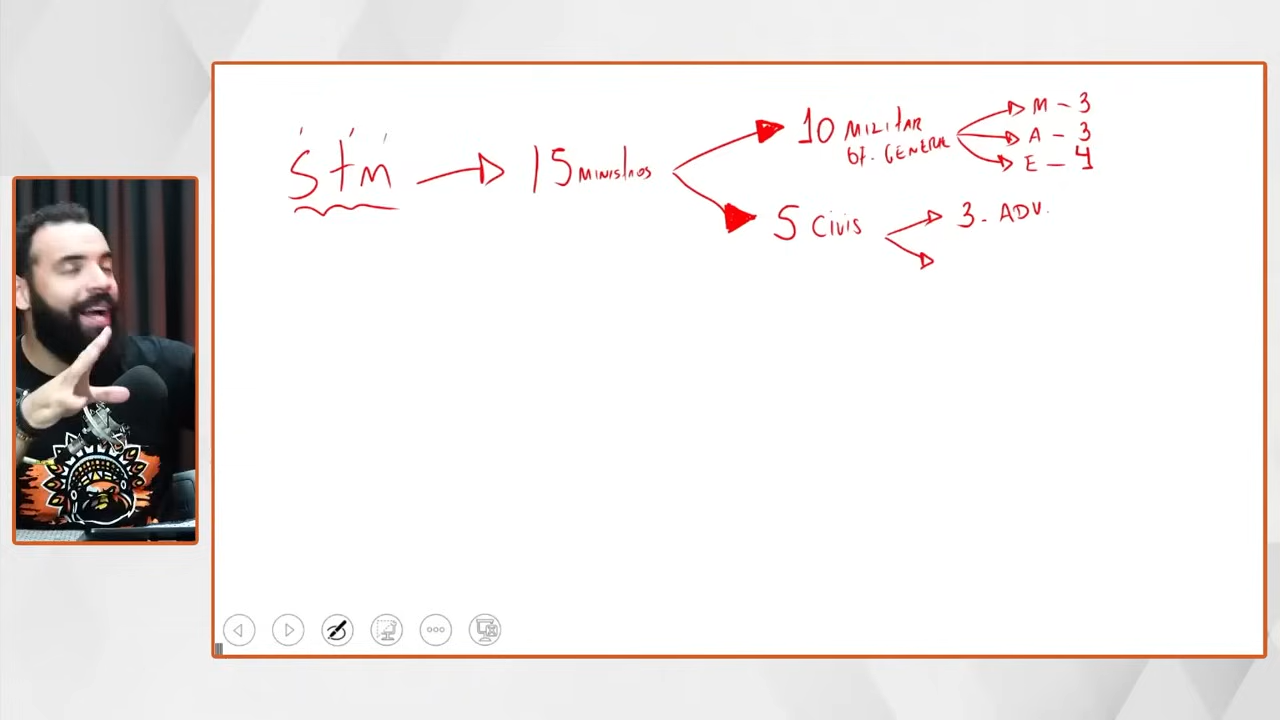 STM
15 MINISTROS
10 MILITAR
OF. GENERAL
M - 3
A - 3
E - 4
5 CIVIS
3. ADV.